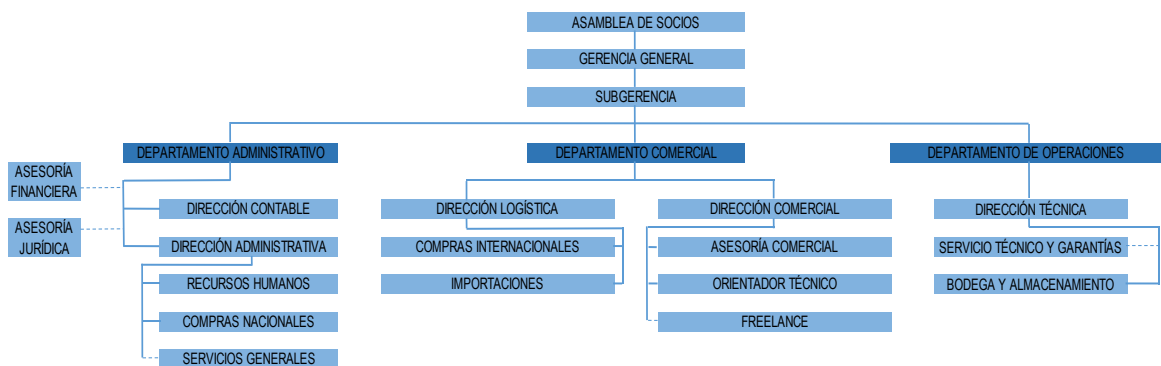 ASAMBLEA DE SOCIOS
GERENCIA GENERAL
SUBGERENCIA
DEPARTAMENTO ADMINISTRATIVO
DEPARTAMENTO COMERCIAL
DEPARTAMENTO DE OPERACIONES
ASESORÍA
FINANCIERA
ASESORÍA
JURÍDICA
DIRECCIÓN CONTABLE
DIRECCIÓN ADMINISTRATIVA
RECURSOS HUMANOS
COMPRAS NACIONALES
SERVICIOS GENERALES
DIRECCIÓN LOGÍSTICA
COMPRAS INTERNACIONALES
IMPORTACIONES
DIRECCIÓN COMERCIAL
ASESORÍA COMERCIAL
ORIENTADOR TÉCNICO
FREELANCE
DIRECCIÓN TÉCNICA
SERVICIO TÉCNICO Y GARANTÍAS
BODEGA Y ALMACENAMIENTO